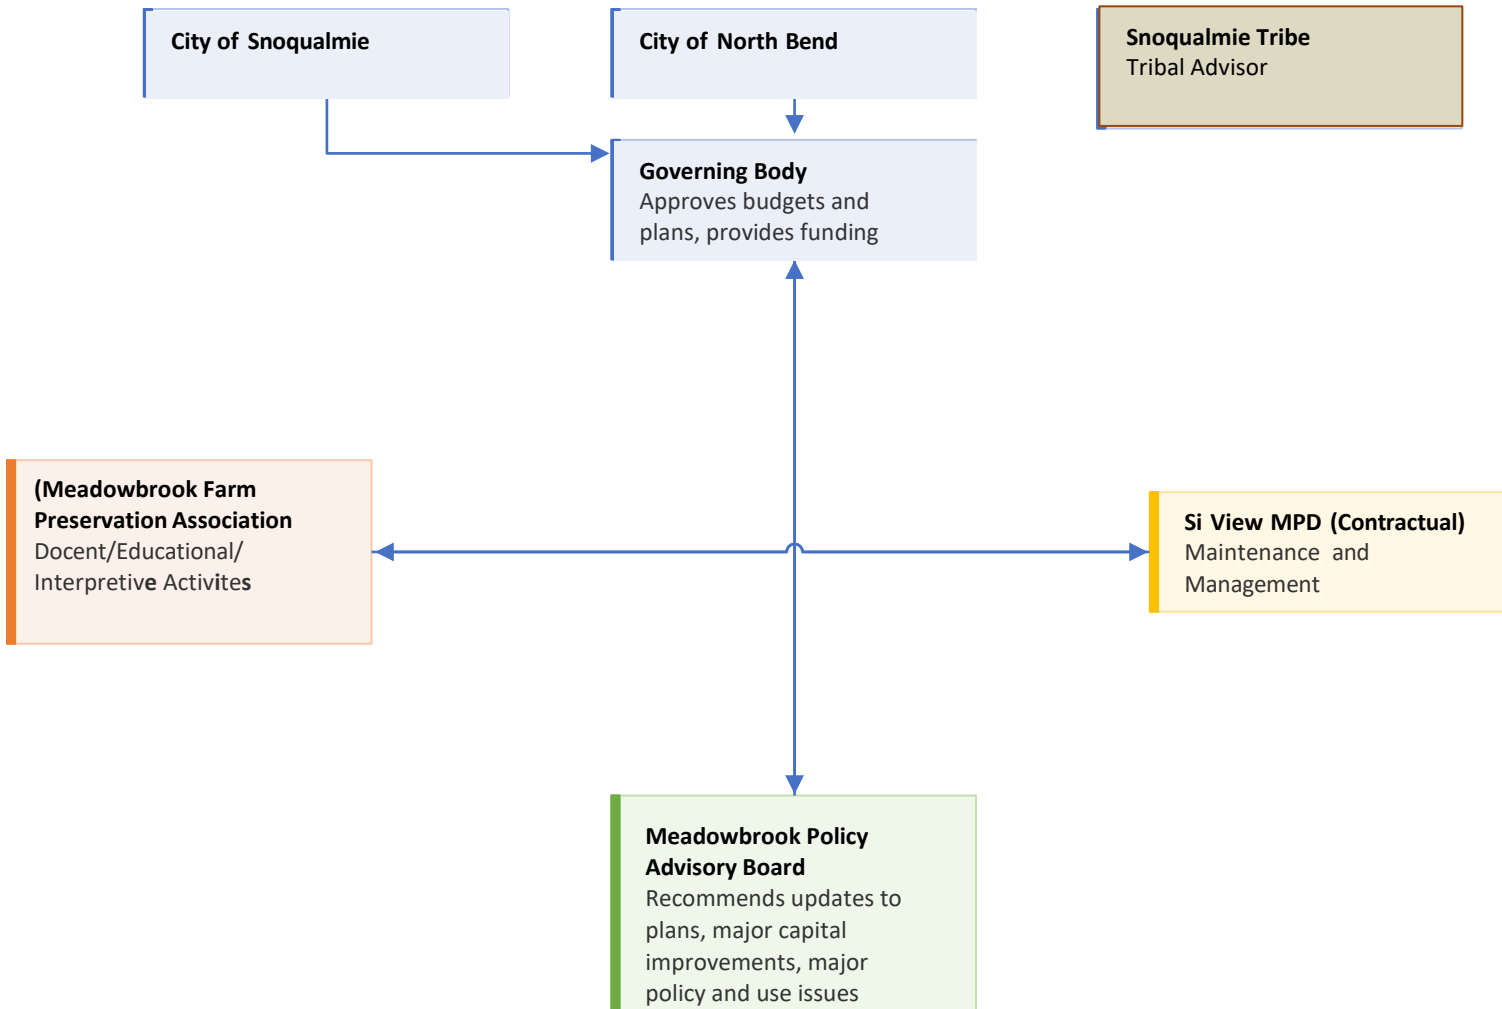 City of Snoqualmie
City of North Bend
Snoqualmie Tribe
Tribal Advisor
Governing Body
Approves budgets and
plans, provides funding
(Meadowbrook Farm
Preservation Association
Docent/Educational/
Interpretive Activites
Si View MPD (Contractual)
Maintenance and
Management
Meadowbrook Policy
Advisory Board
Recommends updates to
plans, major capital
improvements, major
policy and use issues